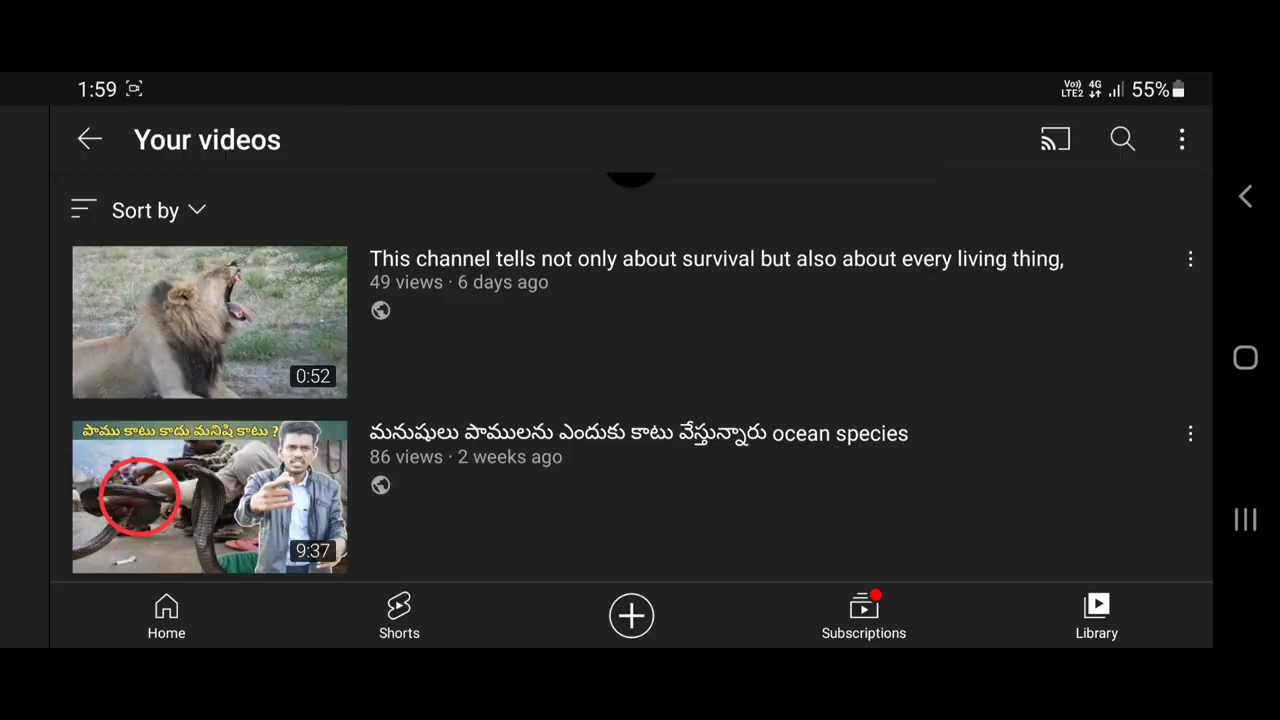 1:59
Vo)) LTE2 4G 55%
Your videos
Sort by
This channel tells not only about survival but also about every living thing,
49 views · 6 days ago
0:52
పాము కాటు కాదు మనిషి కాటు ?
మనుషులు పాములను ఎందుకు కాటు వేస్తున్నారు ocean species
86 views · 2 weeks ago
9:37
Home
Shorts
Subscriptions
Library